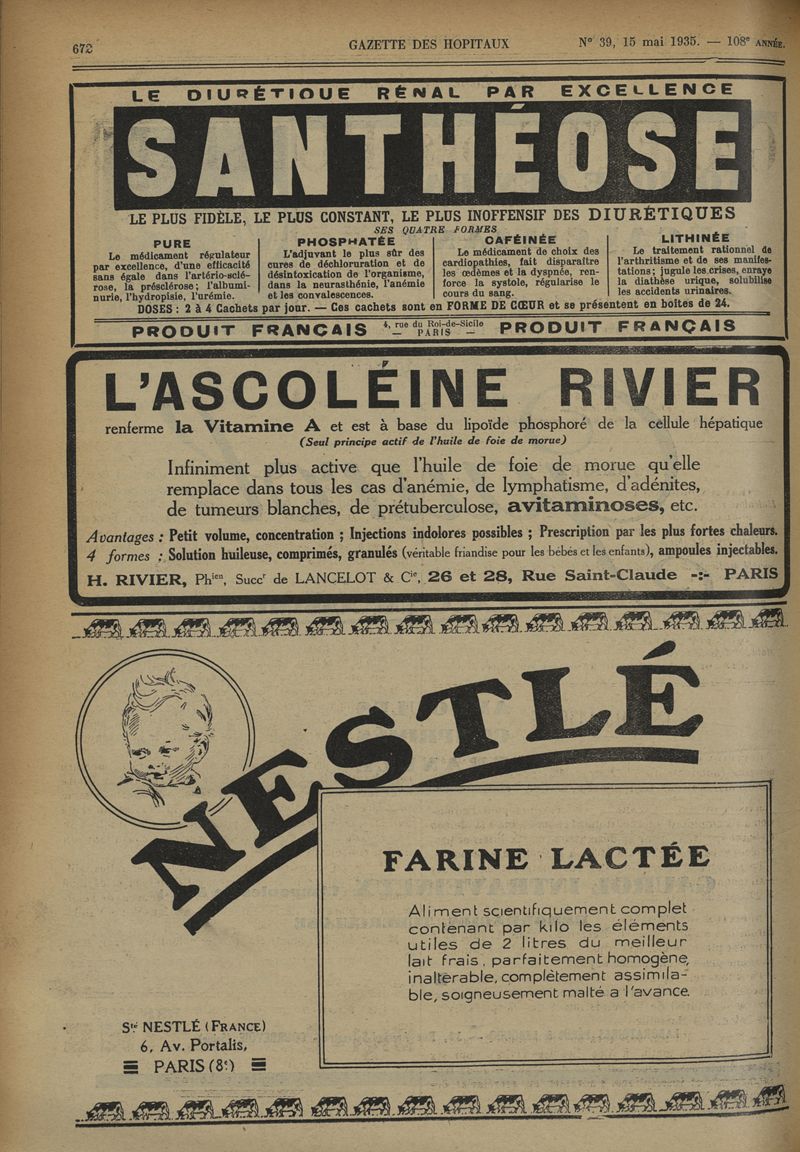 672
GAZETTE DES HOPITAUX
N° 39, 15 mai 1935. — 108e ANNÉE.
LE DIURÉTIQUE RÉNAL PAR EXCELLENCE
SANTHÉOSE
LE PLUS FIDÈLE, LE PLUS CONSTANT, LE PLUS INOFFENSIF DES DIURÉTIQUES
SES QUATRE FORMES
PURE
Le médicament régulateur
par excellence, d'une efficacité
sans égale dans l'artério-sclé-
rose, la présclérose; l'albumi-
nurie, l'hydropisie, l'urémie.
PHOSPHATÉE
L'adjuvant le plus sûr des
cures de déchloruration et de
désintoxication de l'organisme,
dans la neurasthénie, l'anémie
et les convalescences.
CAFÉINÉE
Le médicament de choix des
cardiopathies, fait disparaître
les œdèmes et la dyspnée, ren-
force la systole, régularise le
cours du sang.
LITHINÉE
Le traitement rationnel de
l'arthritisme et de ses manifes-
tations; jugule les crises, enraye
la diathèse urique, solubilise
les accidents urinaires.
DOSES : 2 à 4 Cachets par jour. — Ces cachets sont en FORME DE CŒUR et se présentent en boîtes de 24.
PRODUIT FRANÇAIS
4, rue du Roi-de-Sicile
— PARIS —
PRODUIT FRANÇAIS
L'ASCOLÉINE RIVIER
renferme la Vitamine A et est à base du lipoïde phosphoré de la cellule hépatique
(Seul principe actif de l'huile de foie de morue)
Infiniment plus active que l'huile de foie de morue qu'elle
remplace dans tous les cas d'anémie, de lymphatisme, d'adénites,
de tumeurs blanches, de prétuberculose, avitaminoses, etc.
Avantages : Petit volume, concentration ; Injections indolores possibles ; Prescription par les plus fortes chaleurs.
4 formes : Solution huileuse, comprimés, granulés (véritable friandise pour les bébés et les enfants), ampoules injectables.
H. RIVIER, Phien, Succr de LANCELOT & Cie, 26 et 28, Rue Saint-Claude -:- PARIS
NESTLÉ
FARINE LACTÉE
Aliment scientifiquement complet
contenant par kilo les éléments
utiles de 2 litres du meilleur
lait frais, parfaitement homogène,
inaltérable, complètement assimila-
ble, soigneusement malté a l'avance.
Sté NESTLÉ (FRANCE)
6, Av. Portalis,
PARIS (8e)